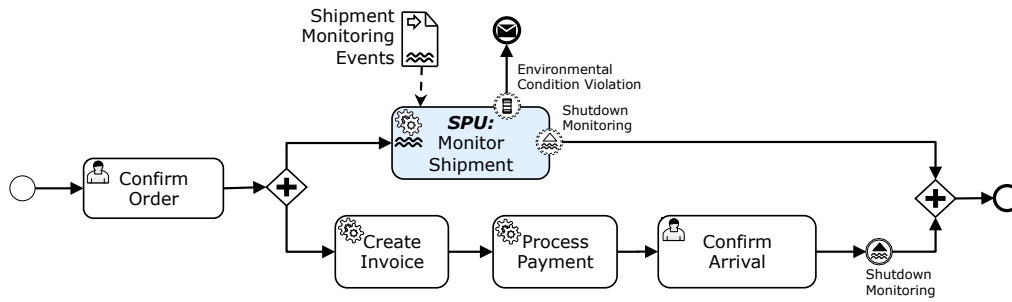 Shipment
Monitoring
Events
Environmental
Condition Violation
SPU:
Monitor
Shipment
Shutdown
Monitoring
Confirm
Order
Create
Invoice
Process
Payment
Confirm
Arrival
Shutdown
Monitoring